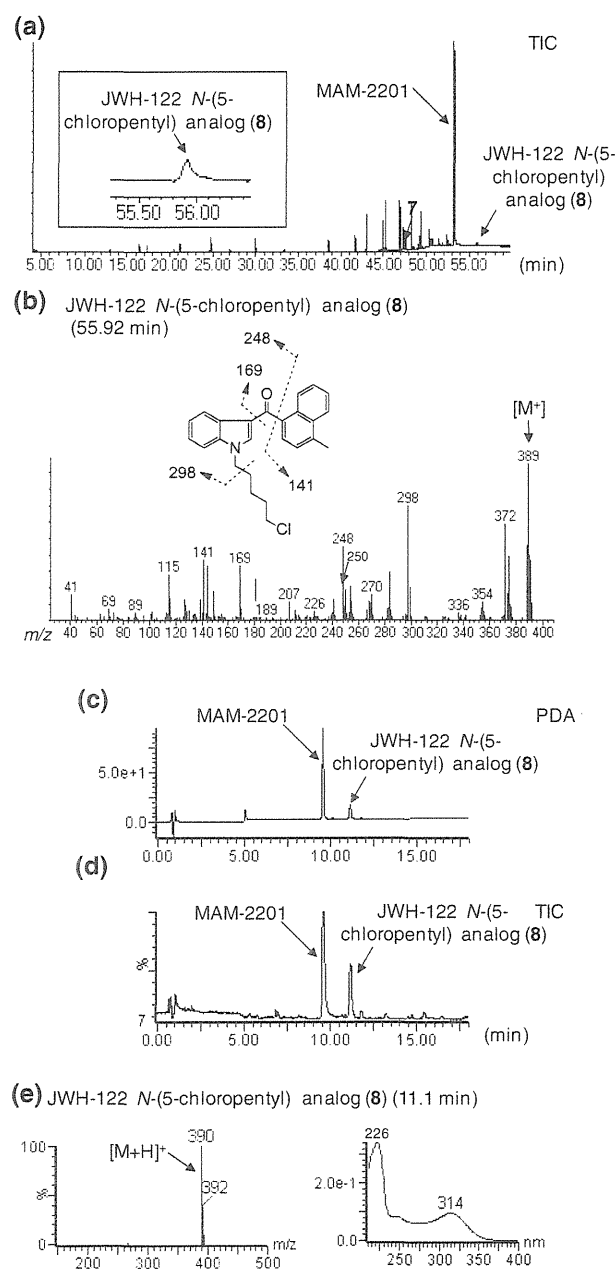 (a)
TIC
JWH-122 N-(5-
chloropentyl) analog (8)
55.50 56.00
MAM-2201
JWH-122 N-(5-
chloropentyl)
analog (8)
7
5.00 10.00 15.00 20.00 25.00 30.00 35.00 40.00 45.00 50.00 55.00
(min)
(b) JWH-122 N-(5-chloropentyl) analog (8)
(55.92 min)
248
169
O
N
298
141
Cl
[M+]
389
372
354
336
298
270
250
248
226
207
189
169
141
115
89
69
41
m/z
40 60 80 100 120 140 160 180 200 220 240 260 280 300 320 340 360 380 400
(c)
PDA
MAM-2201
JWH-122 N-(5-
chloropentyl)
analog (8)
5.0e+1
0.0
0.00 5.00 10.00 15.00
(d)
MAM-2201
JWH-122 N-(5-
chloropentyl)
analog (8)
TIC
%
7
0.00 5.00 10.00 15.00
(min)
(e) JWH-122 N-(5-chloropentyl) analog (8) (11.1 min)
100
%
0
[M+H]+
390
392
200 300 400 500
m/z
226
2.0e-1
314
0.0
250 300 350 400
nm